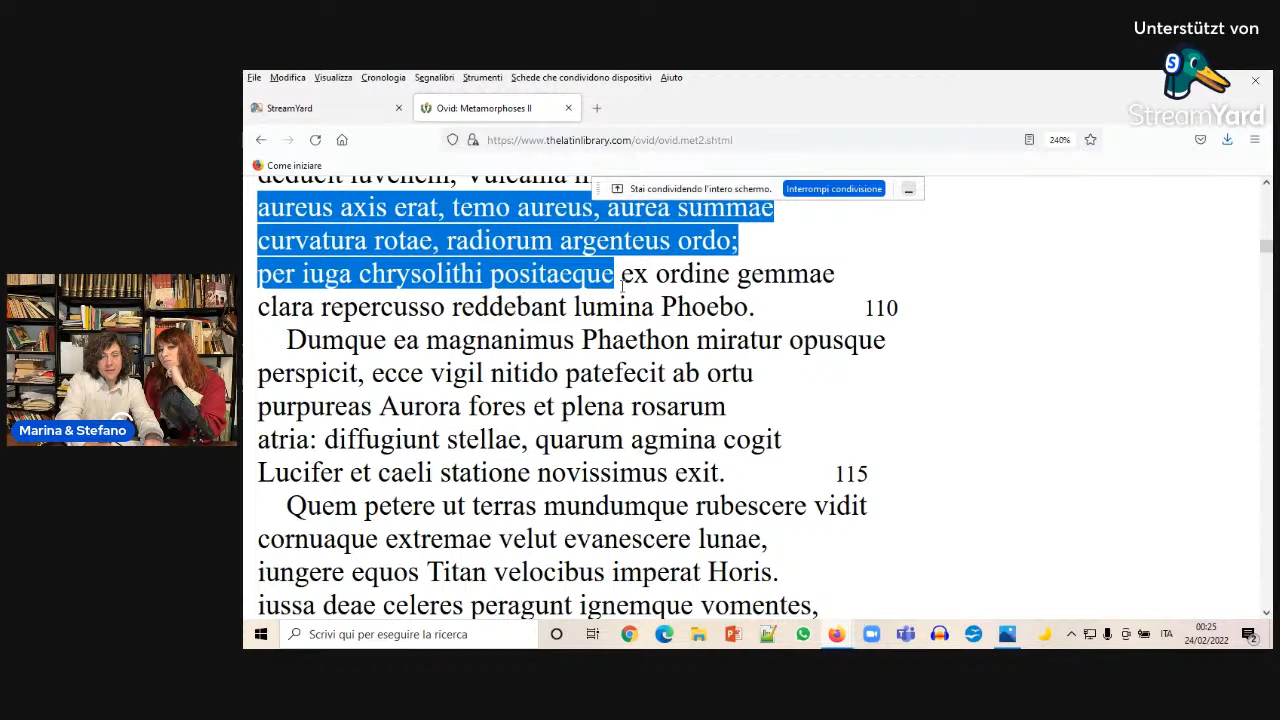 Unterstützt von
StreamYard
File Modifica Visualizza Cronologia Segnalibri Strumenti Schede che condividono dispositivi Aiuto
StreamYard
Ovid: Metamorphoses II
https://www.thelatinlibrary.com/ovid/ovid.met2.shtml
240%
Come iniziare
Stai condividendo l'intero schermo. Interrompi condivisione
aureus axis erat, temo aureus, aurea summae
curvatura rotae, radiorum argenteus ordo;
per iuga chrysolithi positaeque ex ordine gemmae
clara repercusso reddebant lumina Phoebo. 110
Dumque ea magnanimus Phaethon miratur opusque
perspicit, ecce vigil nitido patefecit ab ortu
purpureas Aurora fores et plena rosarum
atria: diffugiunt stellae, quarum agmina cogit
Lucifer et caeli statione novissimus exit. 115
Quem petere ut terras mundumque rubescere vidit
cornuaque extremae velut evanescere lunae,
iungere equos Titan velocibus imperat Horis.
iussa deae celeres peragunt ignemque vomentes,
Marina & Stefano
Scrivi qui per eseguire la ricerca
ITA
00:25
24/02/2022
2